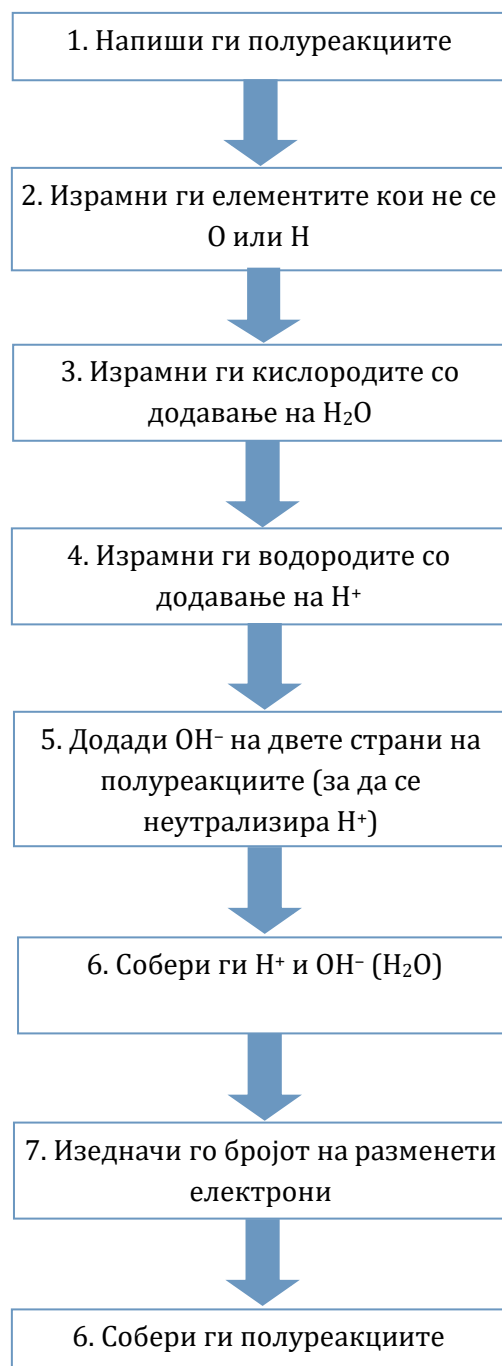 1. Напиши ги полуреакциите
2. Израмни ги елементите кои не се
O или H
3. Израмни ги кислородите со
додавање на H₂O
4. Израмни ги водородите со
додавање на H⁺
5. Додади OH⁻ на двете страни на
полуреакциите (за да се
неутрализира H⁺)
6. Собери ги H⁺ и OH⁻ (H₂O)
7. Изедначи го бројот на разменети
електрони
6. Собери ги полуреакциите